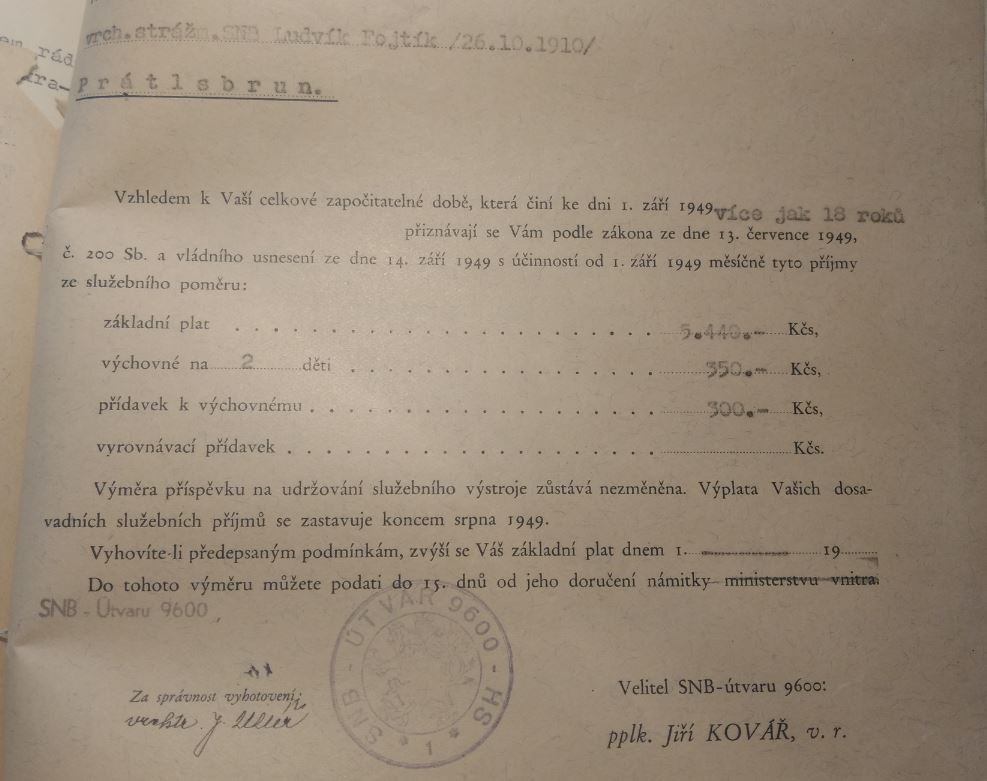 rád
kra-
vrch.strážm.SNB Ludvík Fojtík /26.10.1910/
Prátlsbrun.
Vzhledem k Vaší celkové započitatelné době, která činí ke dni 1. září 1949 více jak 18 roků
přiznávají se Vám podle zákona ze dne 13. července 1949,
č. 200 Sb. a vládního usnesení ze dne 14. září 1949 s účinností od 1. září 1949 měsíčně tyto příjmy
ze služebního poměru:
základní plat . . . . . . . . . . . . . . . . . . . . . . 5.440.- Kčs,
výchovné na 2 děti . . . . . . . . . . . . . . . . 350.- Kčs,
přídavek k výchovnému . . . . . . . . . . . . . . . . . . 300.- Kčs,
vyrovnávací přídavek . . . . . . . . . . . . . . . . . . . Kčs.
Výměra příspěvku na udržování služebního výstroje zůstává nezměněna. Výplata Vašich dosa-
vadních služebních příjmů se zastavuje koncem srpna 1949.
Vyhovíte-li předepsaným podmínkám, zvýší se Váš základní plat dnem 1. ---------- 19
Do tohoto výměru můžete podati do 15. dnů od jeho doručení námitky ministerstvu vnitra.
SNB - Útvaru 9600
SNB - ÚTVAR 9600 - HS
* 1 *
Za správnost vyhotovení:
Velitel SNB-útvaru 9600:
pplk. Jiří KOVÁŘ, v. r.